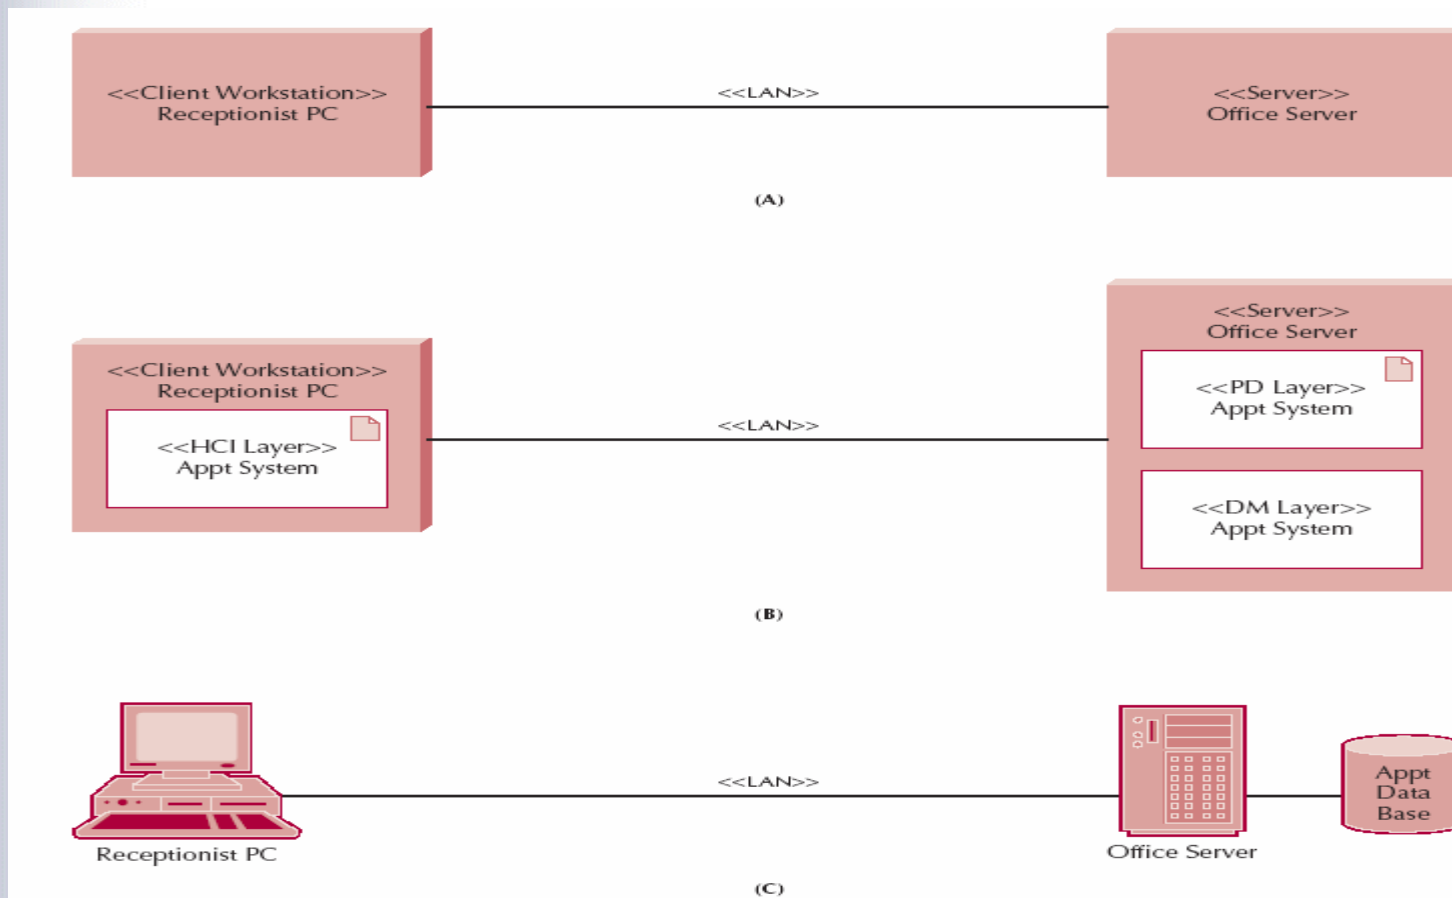 <<Client Workstation>>
Receptionist PC
<<LAN>>
<<Server>>
Office Server
(A)
<<Client Workstation>>
Receptionist PC
<<HCI Layer>>
Appt System
<<LAN>>
<<Server>>
Office Server
<<PD Layer>>
Appt System
<<DM Layer>>
Appt System
(B)
<<LAN>>
Receptionist PC
Office Server
Appt
Data
Base
(C)